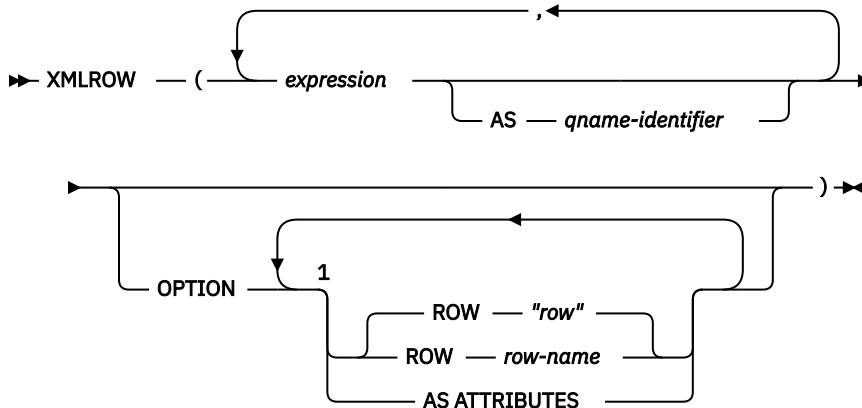 ,
XMLROW ( expression
AS qname-identifier
)
OPTION 1
ROW "row"
ROW row-name
AS ATTRIBUTES